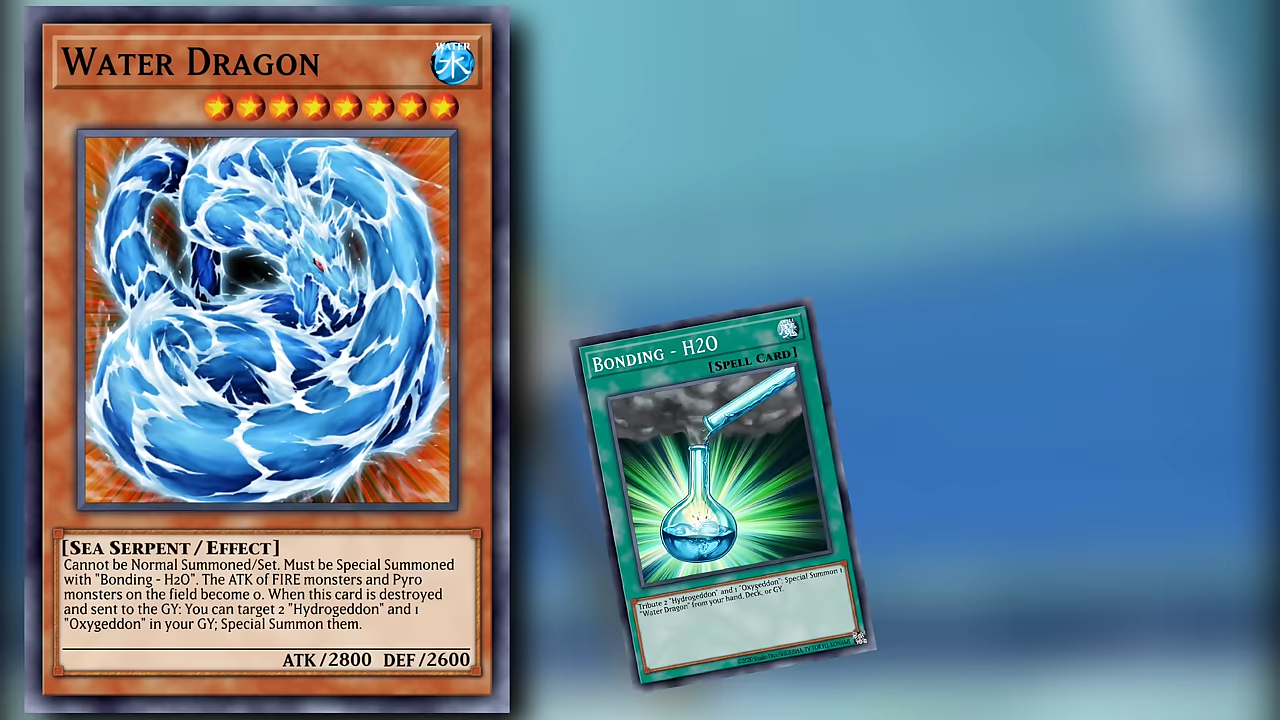 WATER DRAGON
WATER
水
[SEA SERPENT / EFFECT]
Cannot be Normal Summoned/Set. Must be Special Summoned
with "Bonding - H2O". The ATK of FIRE monsters and Pyro
monsters on the field become 0. When this card is destroyed
and sent to the GY: You can target 2 "Hydrogeddon" and 1
"Oxygeddon" in your GY; Special Summon them.
ATK/2800 DEF/2600
BONDING - H2O
魔
[SPELL CARD]
Tribute 2 "Hydrogeddon" and 1 "Oxygeddon"; Special Summon 1
"Water Dragon" from your hand, Deck, or GY.